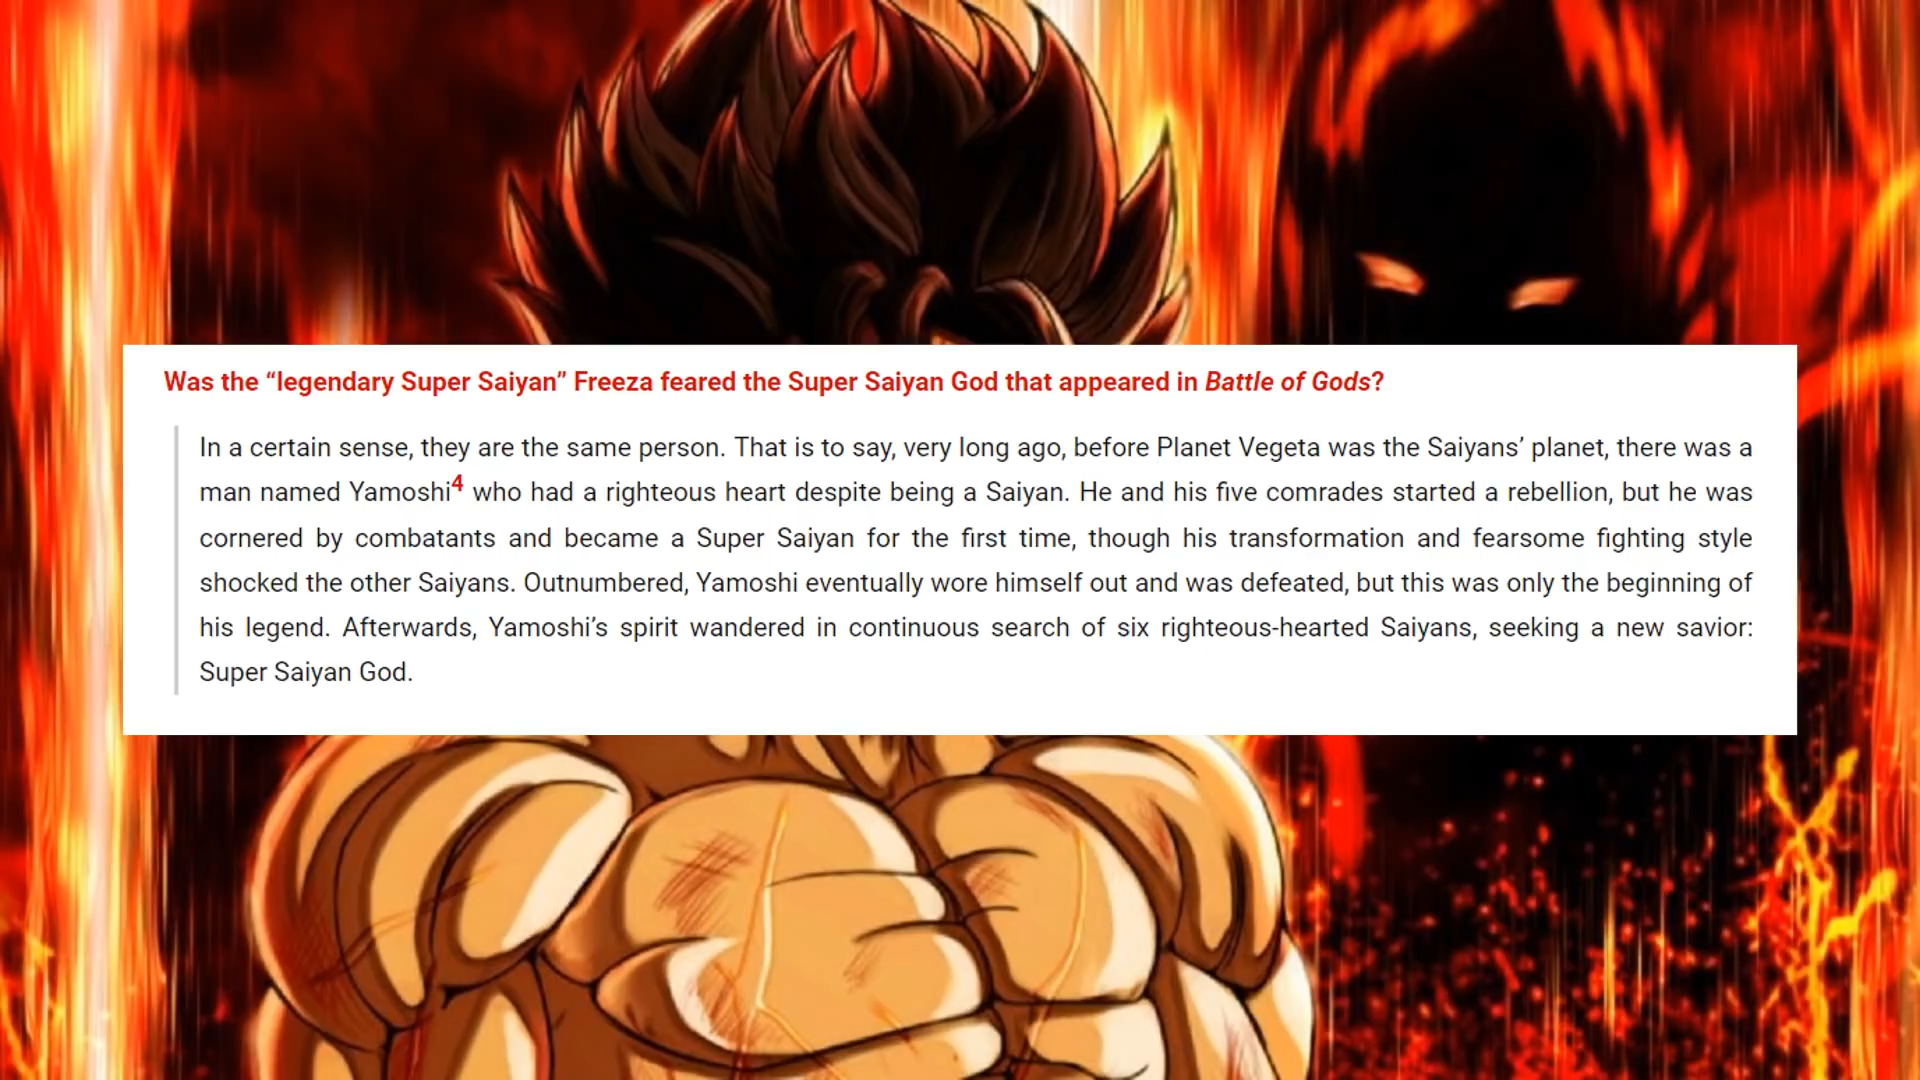 Was the “legendary Super Saiyan” Freeza feared the Super Saiyan God that appeared in Battle of Gods?
In a certain sense, they are the same person. That is to say, very long ago, before Planet Vegeta was the Saiyans’ planet, there was a
man named Yamoshi4 who had a righteous heart despite being a Saiyan. He and his five comrades started a rebellion, but he was
cornered by combatants and became a Super Saiyan for the first time, though his transformation and fearsome fighting style
shocked the other Saiyans. Outnumbered, Yamoshi eventually wore himself out and was defeated, but this was only the beginning of
his legend. Afterwards, Yamoshi’s spirit wandered in continuous search of six righteous-hearted Saiyans, seeking a new savior:
Super Saiyan God.